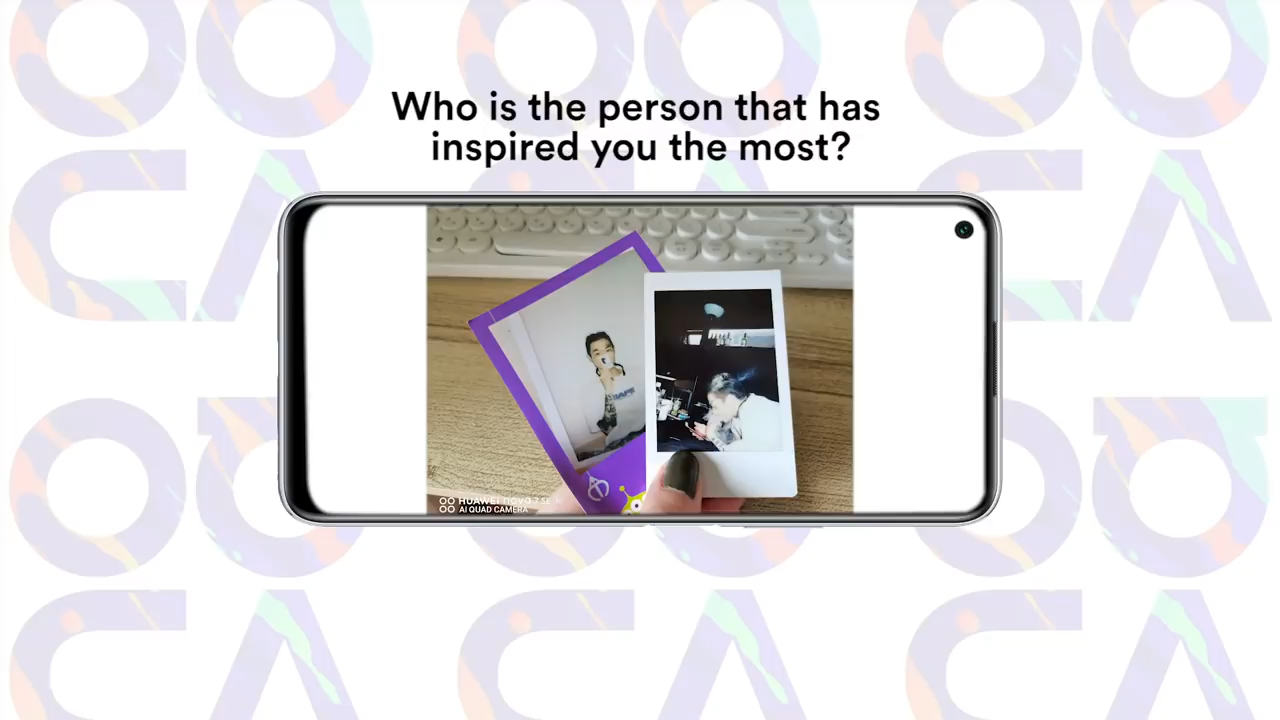 Who is the person that has
inspired you the most?
HUAWEI nova 7 SE
AI QUAD CAMERA